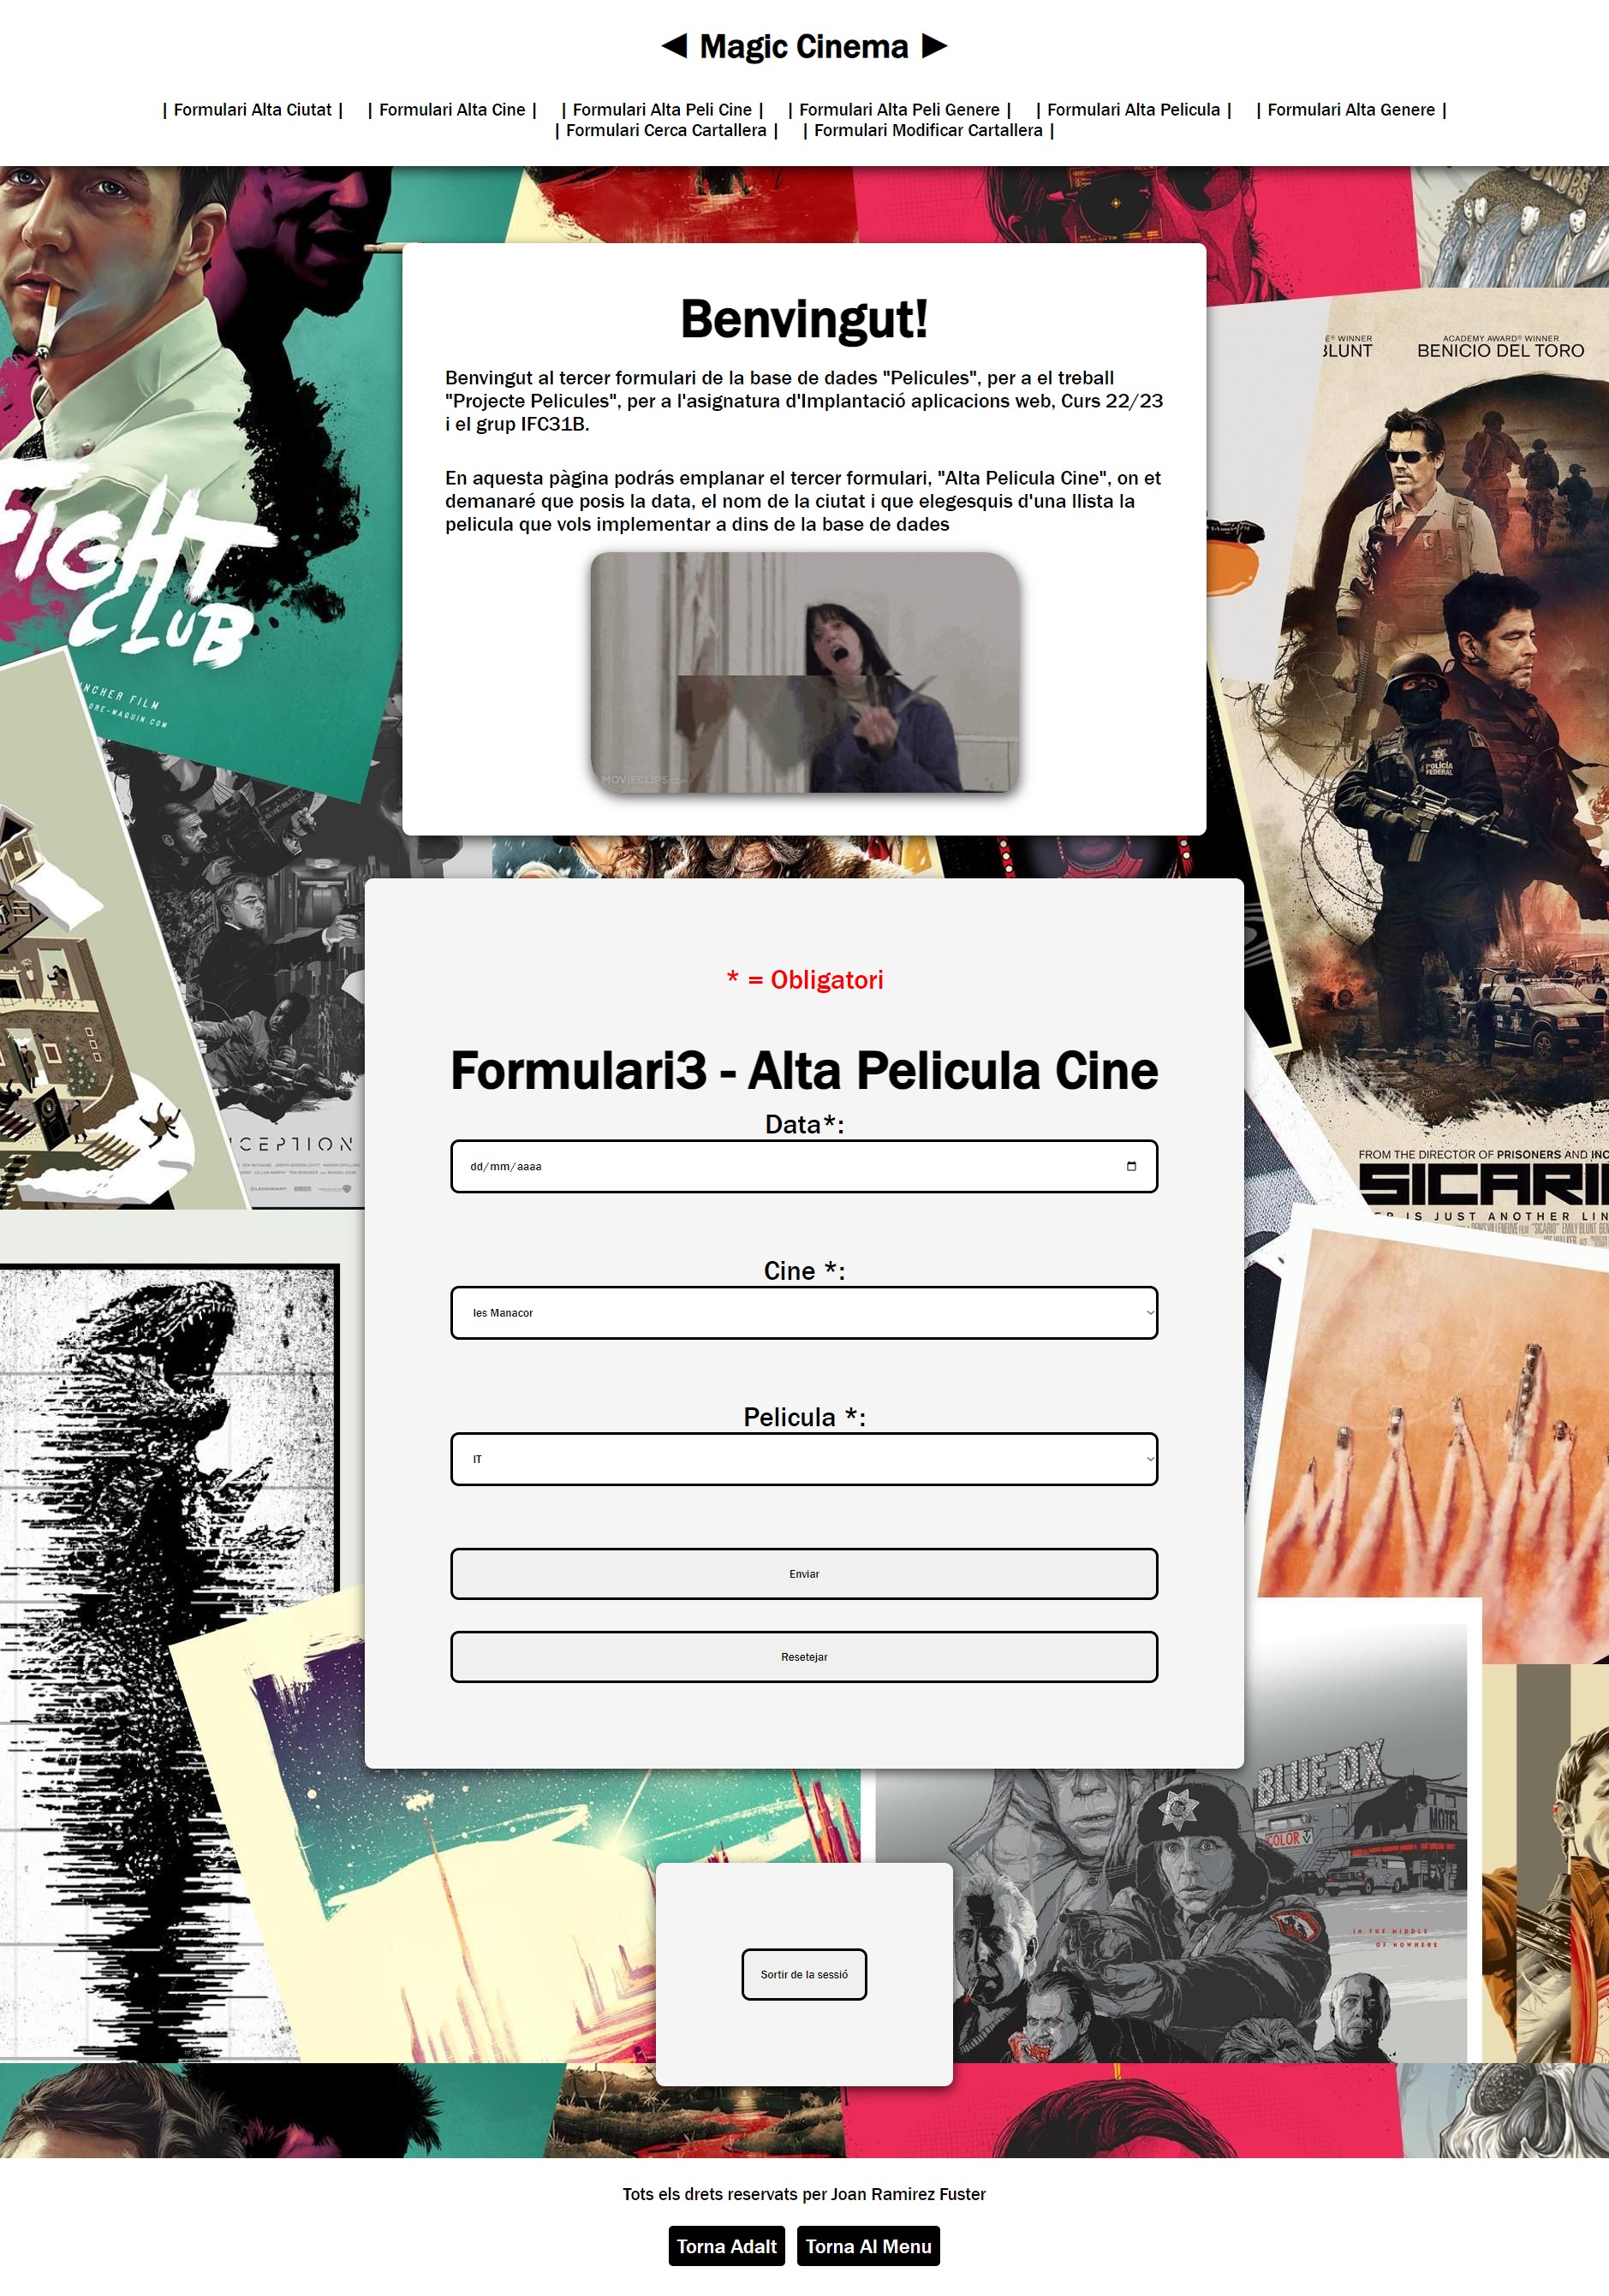 ◄ Magic Cinema ►
| Formulari Alta Ciutat | | Formulari Alta Cine | | Formulari Alta Peli Cine | | Formulari Alta Peli Genere | | Formulari Alta Pelicula | | Formulari Alta Genere |
| Formulari Cerca Cartallera | | Formulari Modificar Cartallera |
Benvingut!
Benvingut al tercer formulari de la base de dades "Pelicules", per a el treball
"Projecte Pelicules", per a l'asignatura d'Implantació aplicacions web, Curs 22/23
i el grup IFC31B.
En aquesta pàgina podrás emplanar el tercer formulari, "Alta Pelicula Cine", on et
demanaré que posis la data, el nom de la ciutat i que elegesquis d'una llista la
pelicula que vols implementar a dins de la base de dades
MOVIECLIPS.com
* = Obligatori
Formulari3 - Alta Pelicula Cine
Data*:
dd/mm/aaaa
Cine *:
Ies Manacor
Pelicula *:
IT
Enviar
Resetejar
Sortir de la sessió
FIGHT
CLUB
NCHER FILM
ORE-MAQUIN.COM
CEPTION
WINNER
BLUNT
ACADEMY AWARD® WINNER
BENICIO DEL TORO
POLICÍA
FEDERAL
FROM THE DIRECTOR OF PRISONERS AND INC
SICARI
ER IS JUST ANOTHER LIN
BLUE OX
MOTEL
COLOR TV
IN THE MIDDLE
OF NOWHERE
Tots els drets reservats per Joan Ramirez Fuster
Torna Adalt Torna Al Menu